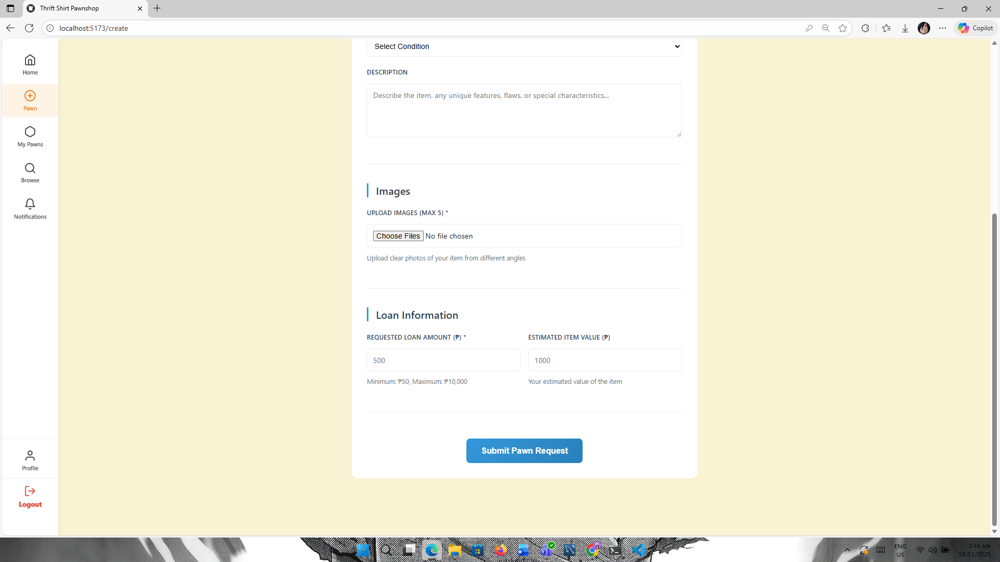 Thrift Shirt Pawnshop
localhost:5173/create
Copilot
Home
Pawn
My Pawns
Browse
Notifications
Profile
Logout
Select Condition
DESCRIPTION
Describe the item, any unique features, flaws, or special characteristics...
Images
UPLOAD IMAGES (MAX 5) *
Choose Files No file chosen
Upload clear photos of your item from different angles
Loan Information
REQUESTED LOAN AMOUNT (₱) * ESTIMATED ITEM VALUE (₱)
500 1000
Minimum: ₱50, Maximum: ₱10,000 Your estimated value of the item
Submit Pawn Request
ENG
US
2:44 am
19/11/2025